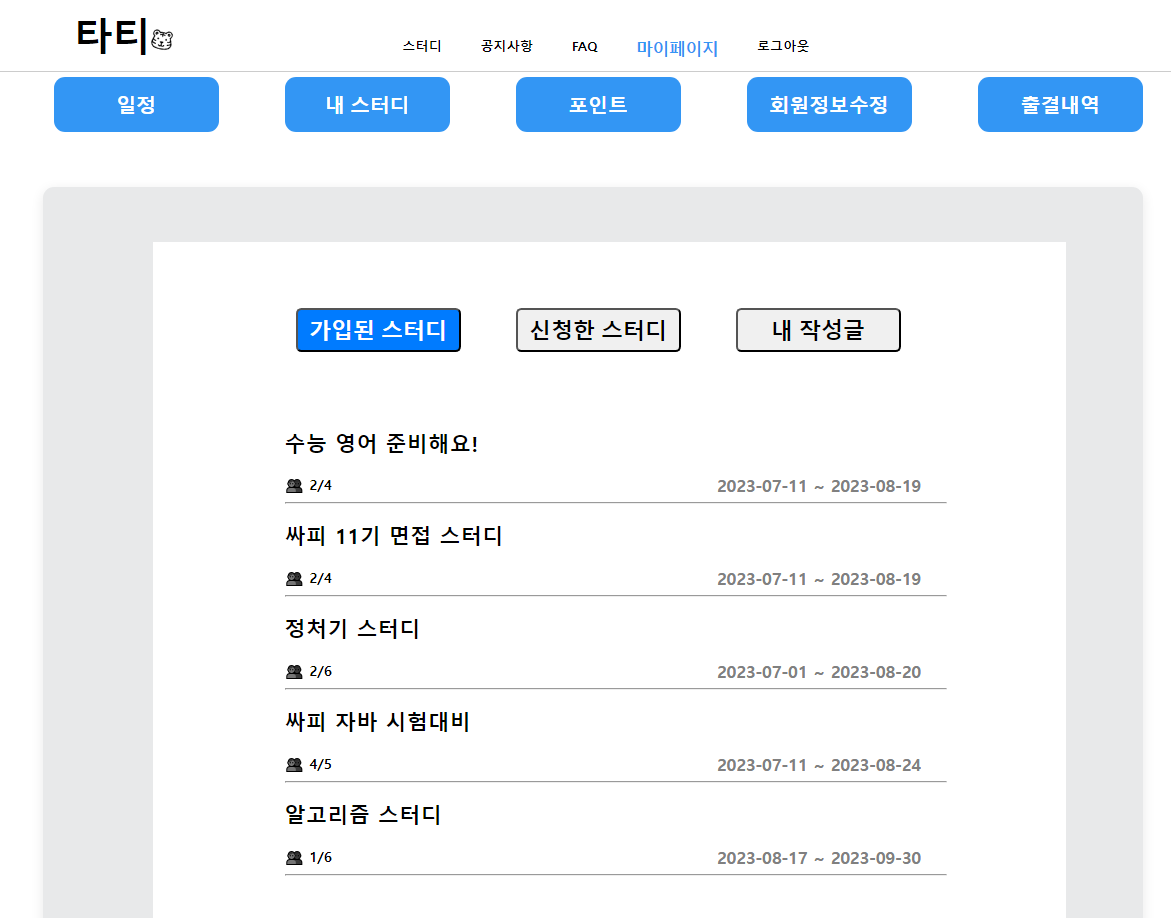 타티
스터디 공지사항 FAQ 마이페이지 로그아웃
일정 내 스터디 포인트 회원정보수정 출결내역
가입된 스터디 신청한 스터디 내 작성글
수능 영어 준비해요!
2/4 2023-07-11 ~ 2023-08-19
싸피 11기 면접 스터디
2/4 2023-07-11 ~ 2023-08-19
정처기 스터디
2/6 2023-07-01 ~ 2023-08-20
싸피 자바 시험대비
4/5 2023-07-11 ~ 2023-08-24
알고리즘 스터디
1/6 2023-08-17 ~ 2023-09-30